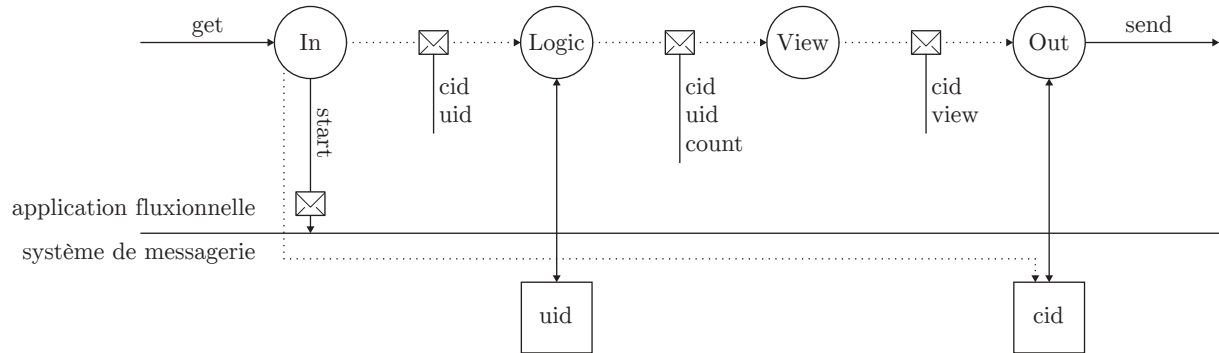 get
In
Logic
View
Out
send
cid
uid
cid
uid
count
cid
view
start
application fluxionnelle
système de messagerie
uid
cid